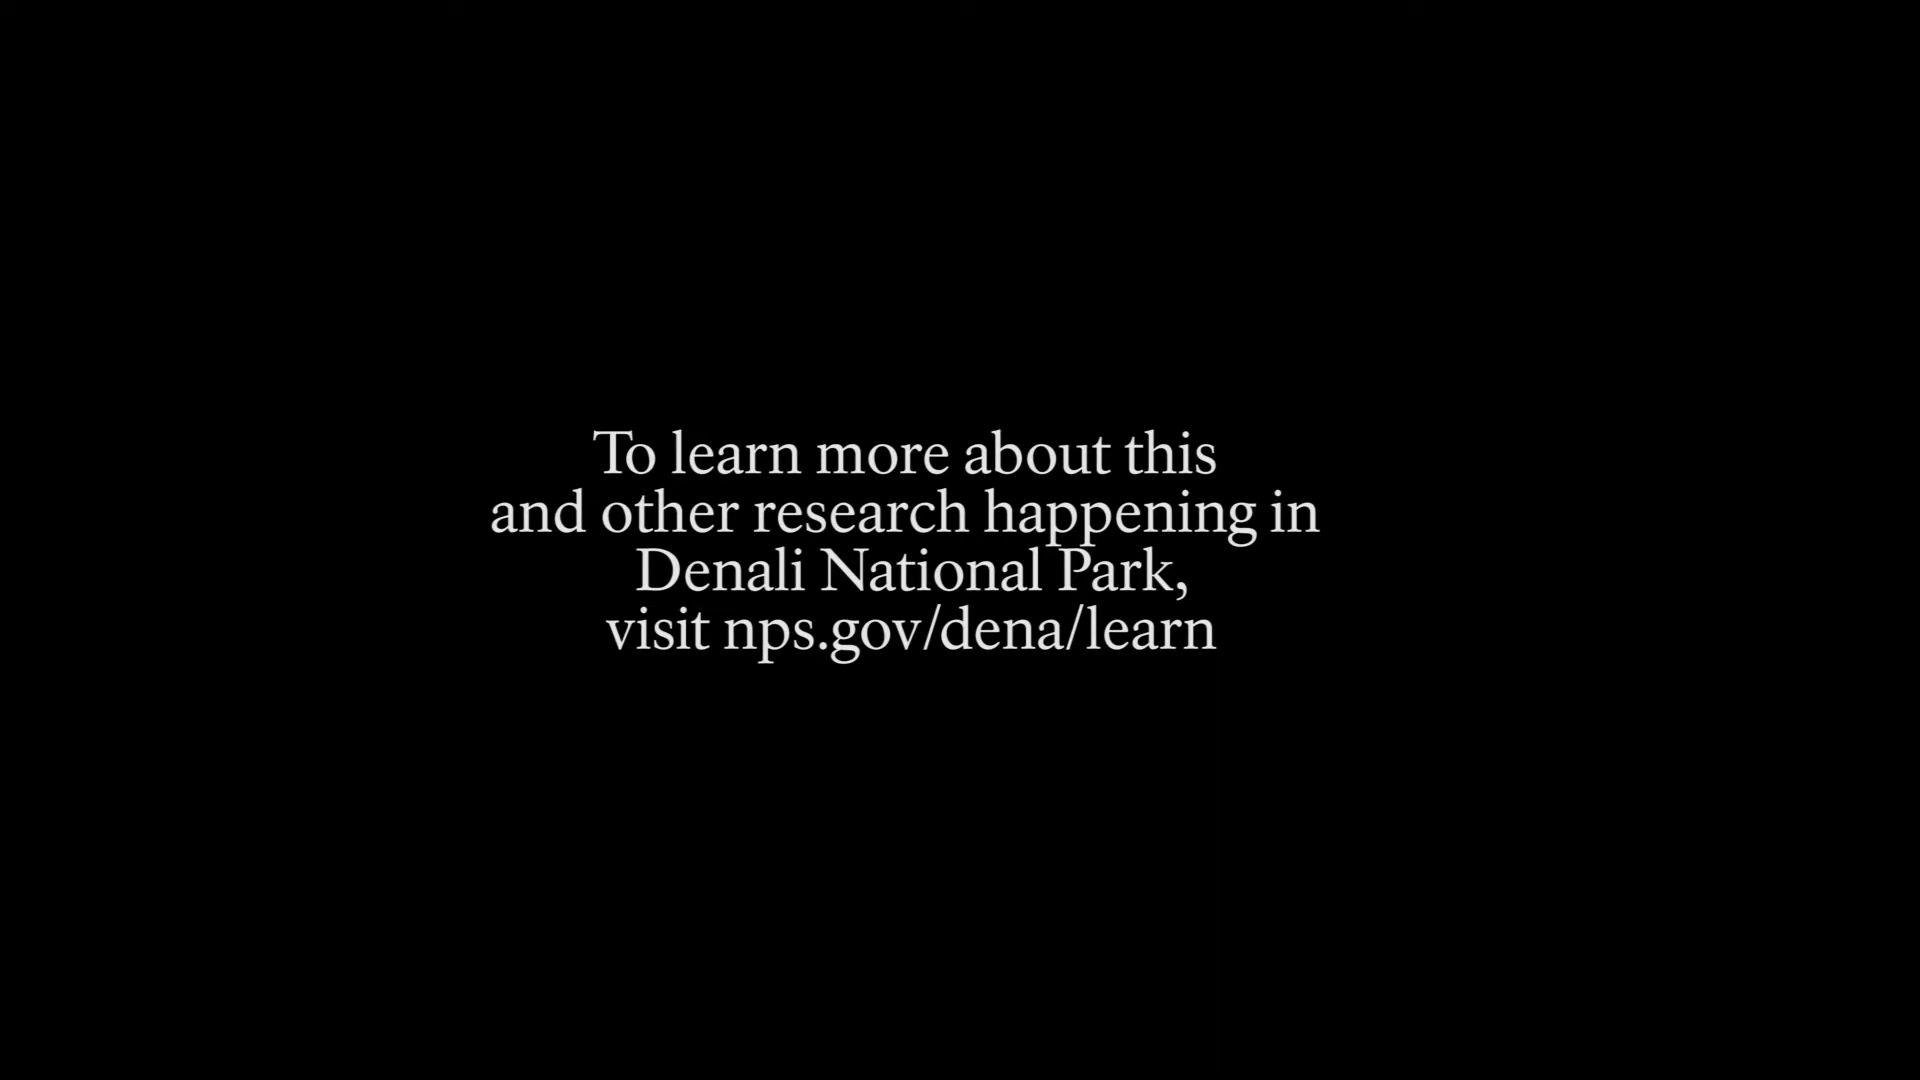 To learn more about this
and other research happening in
Denali National Park,
visit nps.gov/dena/learn